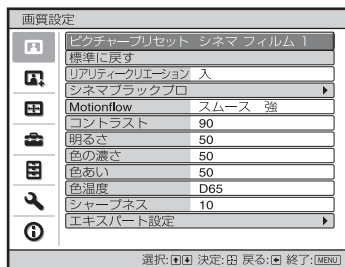 画質設定
ピクチャープリセット シネマ フィルム 1
標準に戻す
リアリティークリエーション 入
シネマブラックプロ
Motionflow スムース 強
コントラスト 90
明るさ 50
色の濃さ 50
色あい 50
色温度 D65
シャープネス 10
エキスパート設定
選択: 決定: 戻る: 終了: MENU